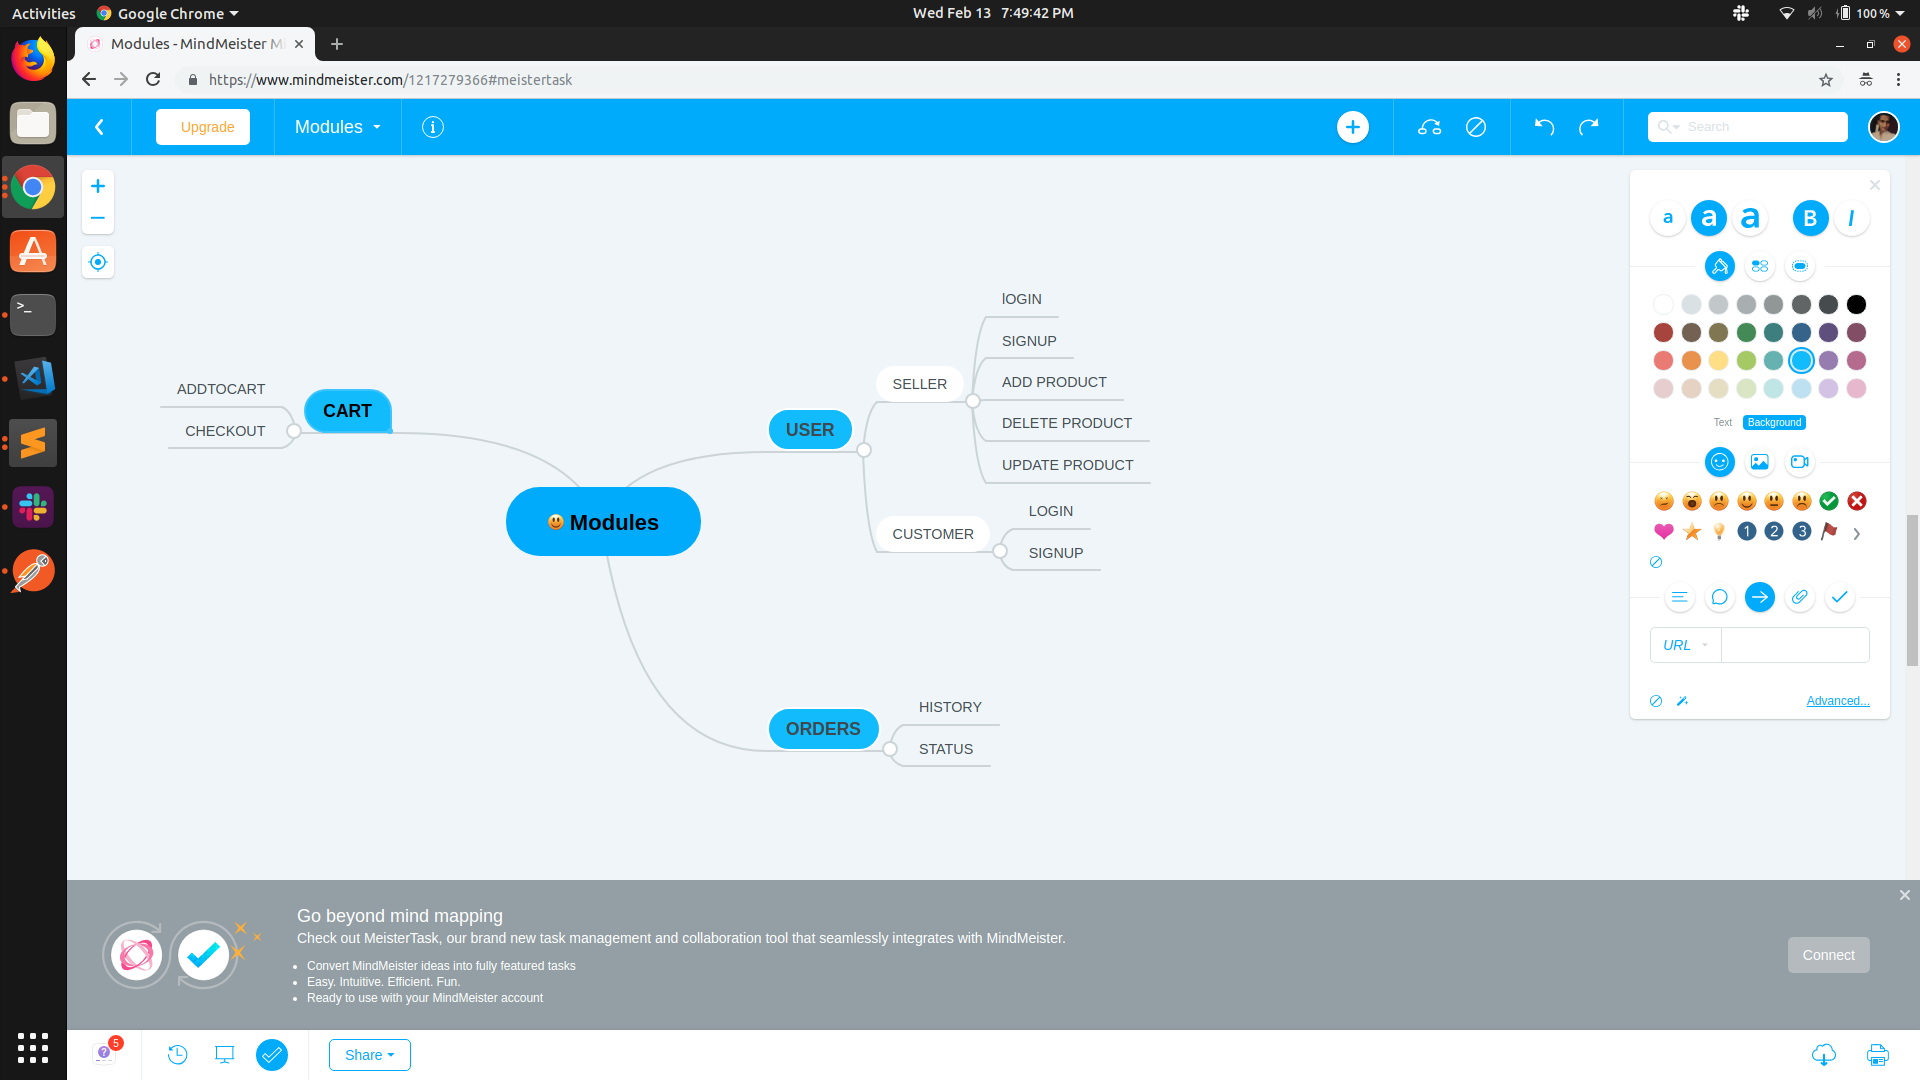 Activities
Google Chrome
Wed Feb 13 7:49:42 PM
100 %
Modules - MindMeister M
https://www.mindmeister.com/1217279366#meistertask
Upgrade
Modules
Search
a a a B I
lOGIN
SIGNUP
ADD PRODUCT
DELETE PRODUCT
UPDATE PRODUCT
SELLER
ADDTOCART
CHECKOUT
CART
USER
CUSTOMER
LOGIN
SIGNUP
Modules
ORDERS
HISTORY
STATUS
Text
Background
1 2 3
URL
Advanced...
Go beyond mind mapping
Check out MeisterTask, our brand new task management and collaboration tool that seamlessly integrates with MindMeister.
Convert MindMeister ideas into fully featured tasks
Easy. Intuitive. Efficient. Fun.
Ready to use with your MindMeister account
Connect
5
Share